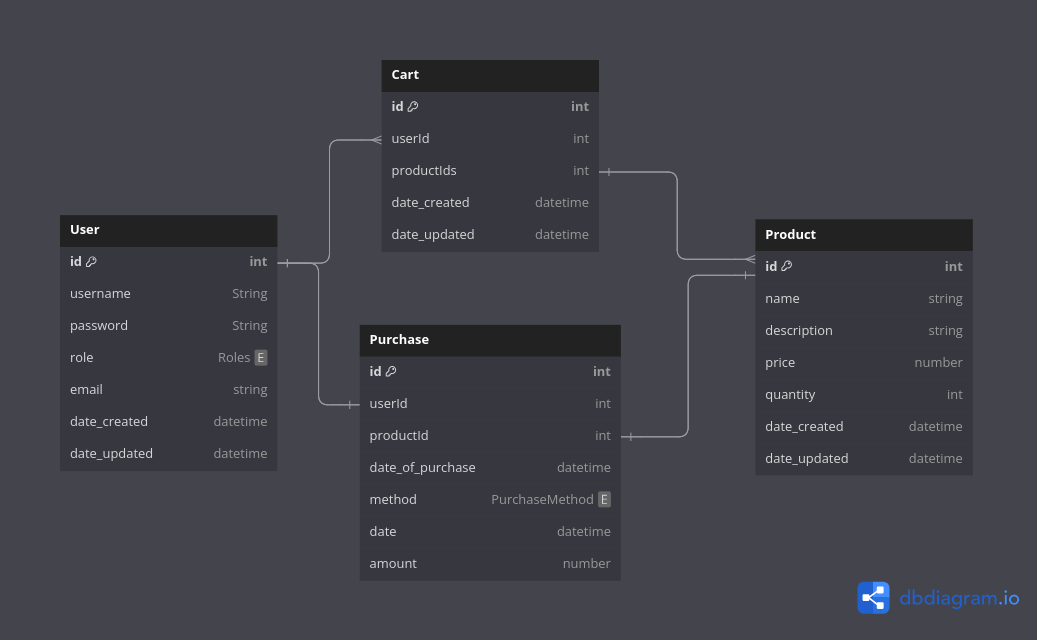 Cart
id int
userId int
productIds int
date_created datetime
date_updated datetime
User
id int
username String
password String
role Roles E
email string
date_created datetime
date_updated datetime
Product
id int
name string
description string
price number
quantity int
date_created datetime
date_updated datetime
Purchase
id int
userId int
productId int
date_of_purchase datetime
method PurchaseMethod E
date datetime
amount number
dbdiagram.io